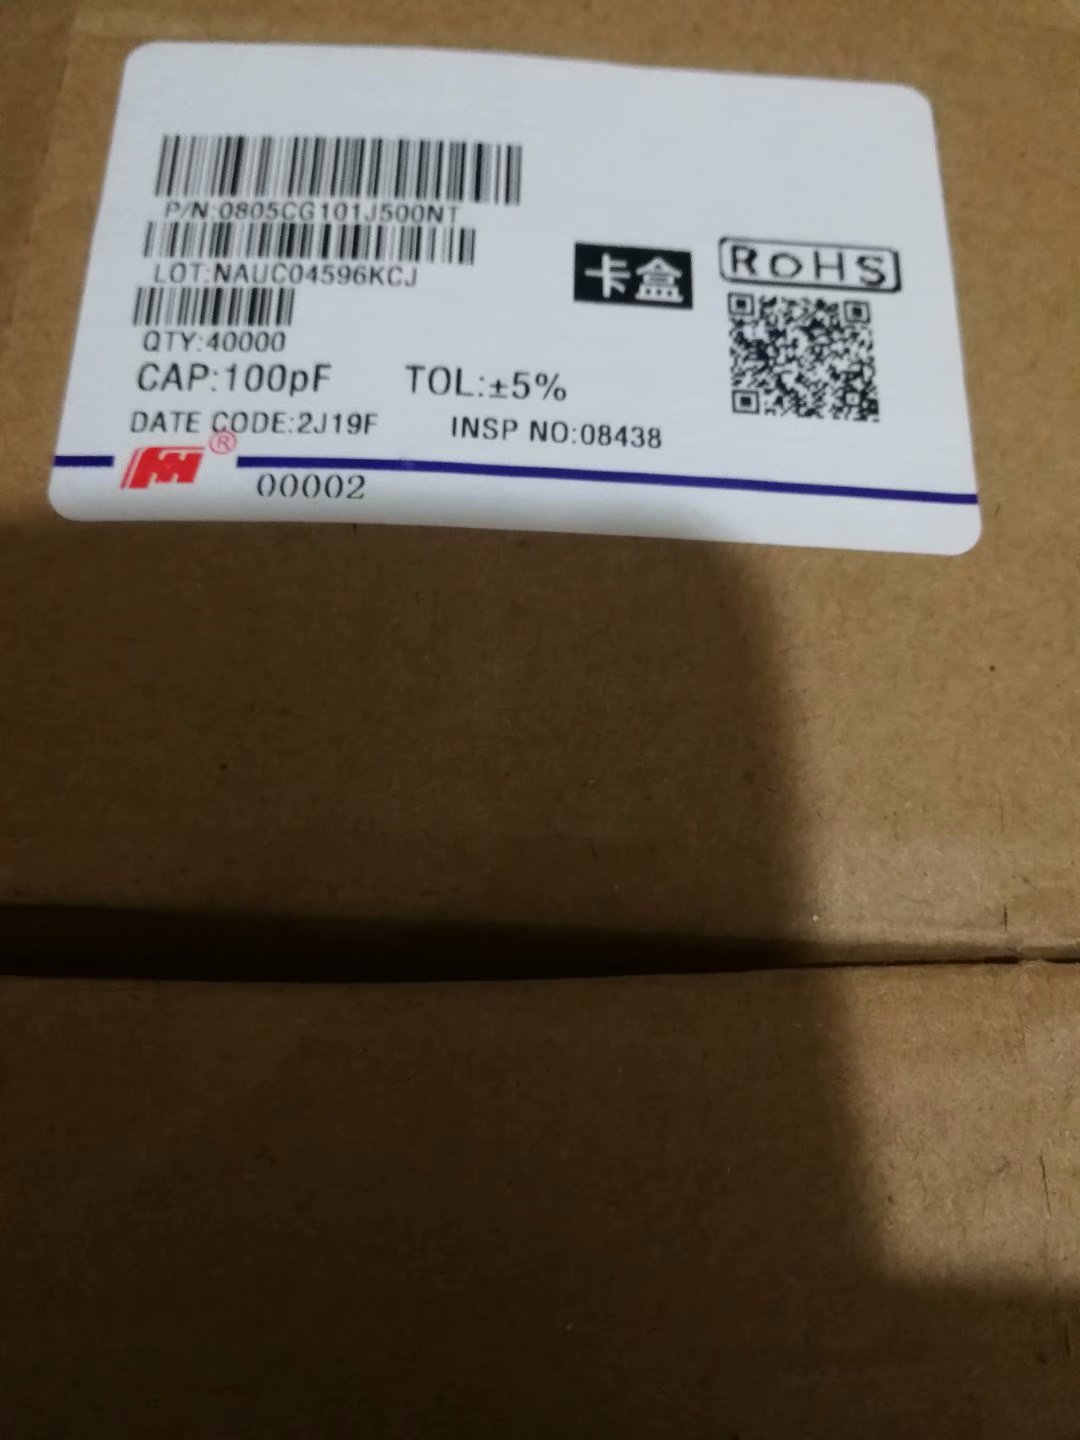 P/N:0805CG101J500NT
LOT:NAUC04596KCJ
QTY:40000
卡盒
RoHS
CAP:100pF TOL:±5%
DATE CODE:2J19F INSP NO:08438
®
00002